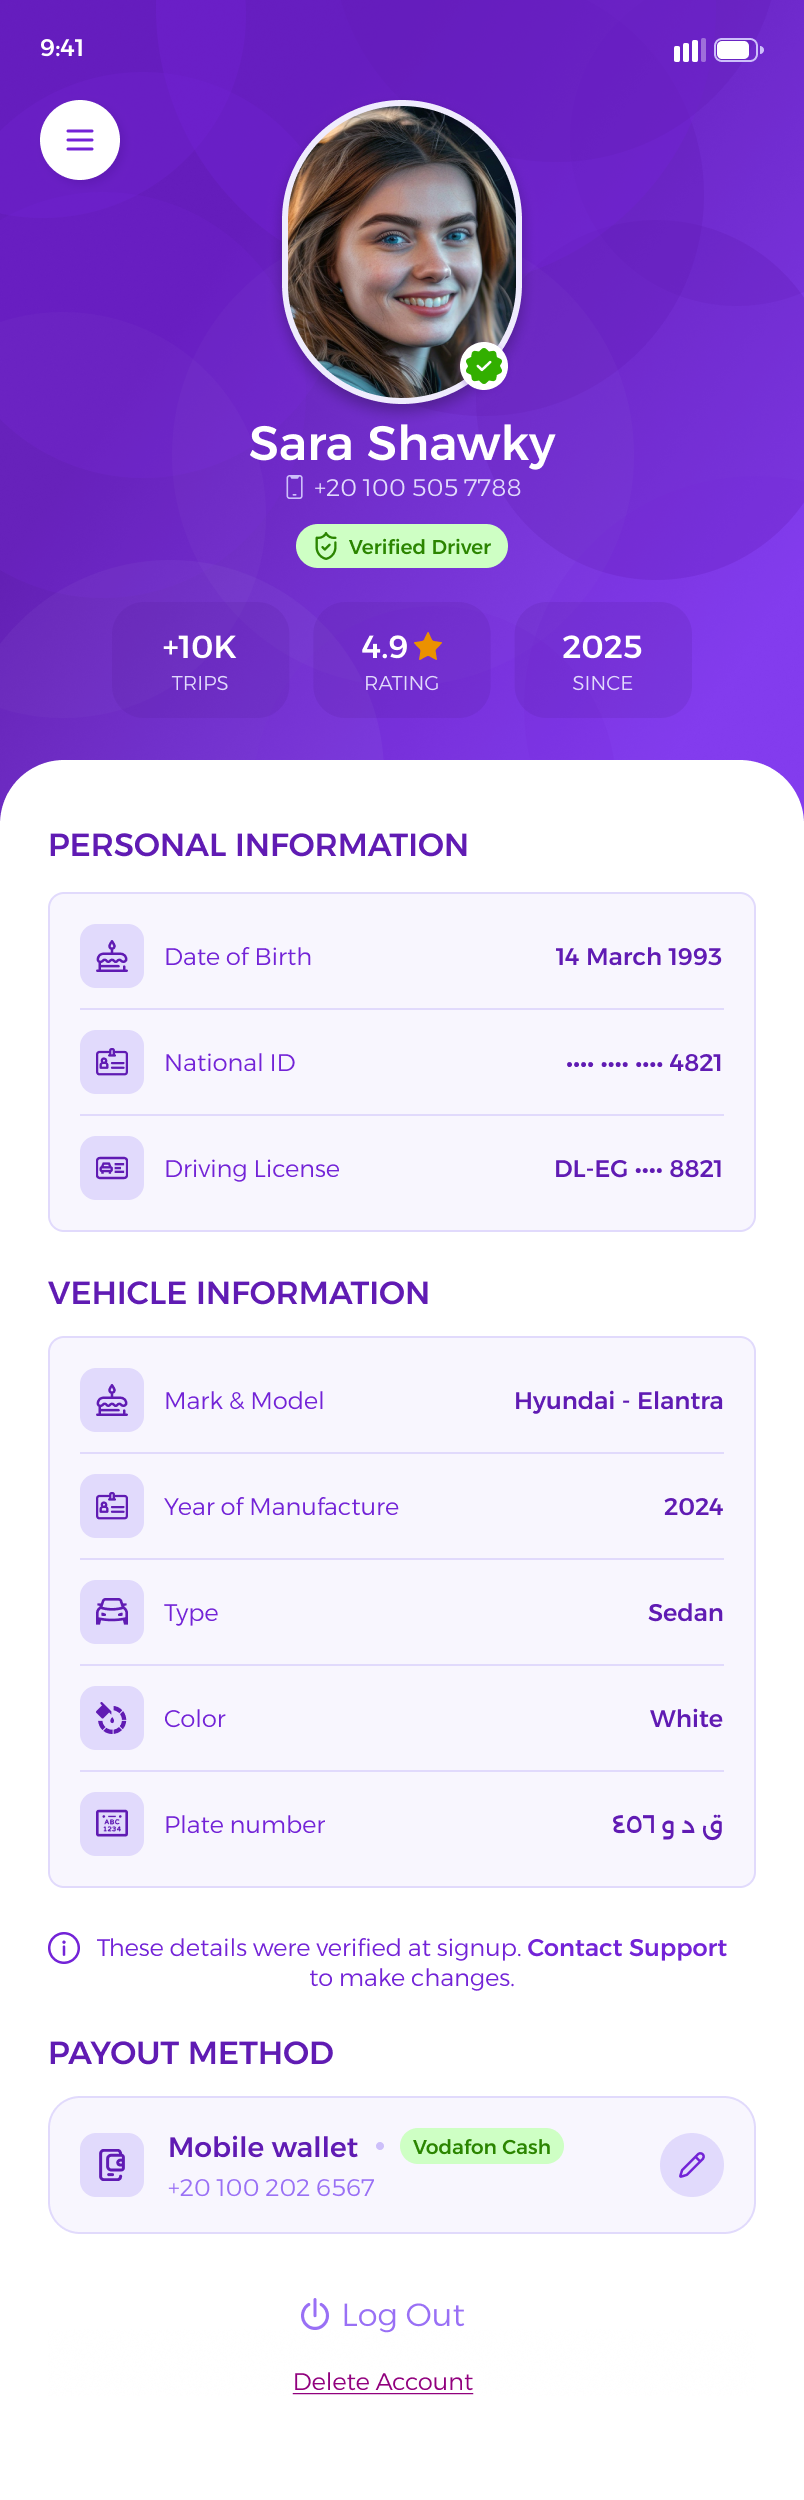 9:41
Sara Shawky
+20 100 505 7788
Verified Driver
+10K
TRIPS
4.9
RATING
2025
SINCE
PERSONAL INFORMATION
Date of Birth 14 March 1993
National ID •••• •••• •••• 4821
Driving License DL-EG •••• 8821
VEHICLE INFORMATION
Mark & Model Hyundai - Elantra
Year of Manufacture 2024
Type Sedan
Color White
ABC
1234
Plate number ق د و ٤٥٦
These details were verified at signup. Contact Support
to make changes.
PAYOUT METHOD
Mobile wallet • Vodafon Cash
+20 100 202 6567
Log Out
Delete Account